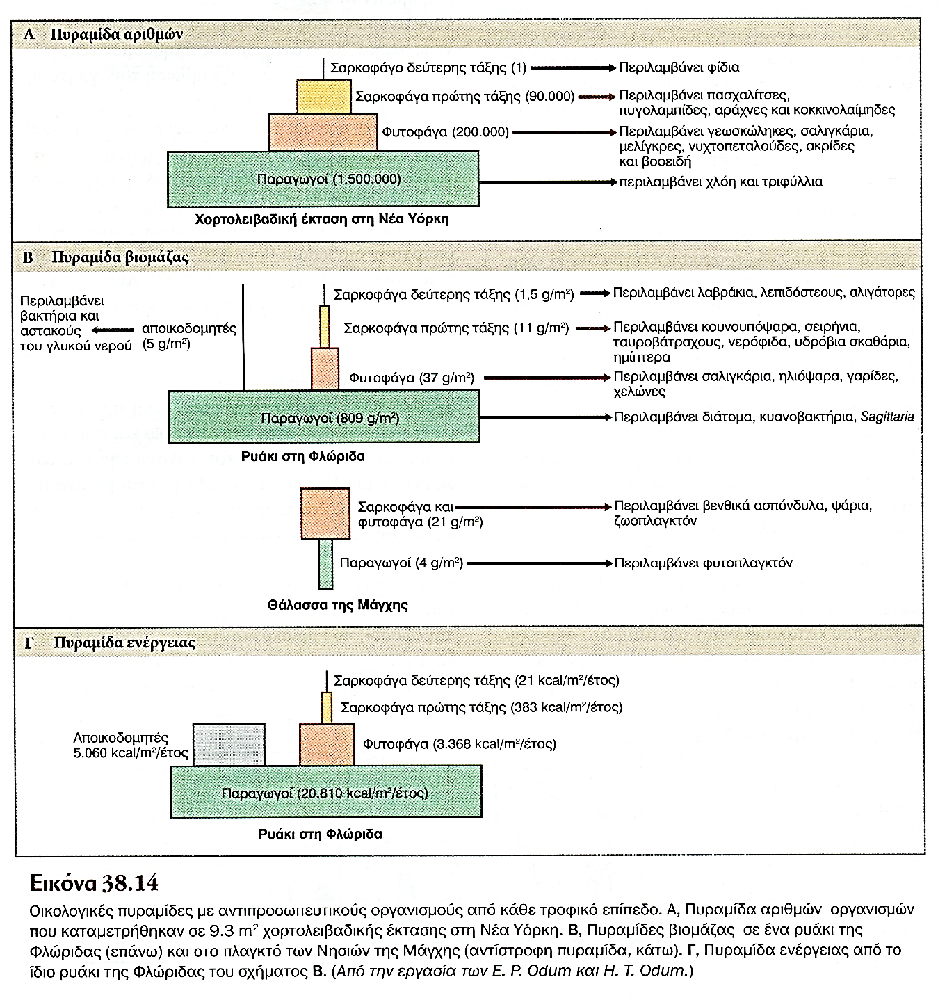 Α Πυραμίδα αριθμών
Σαρκοφάγο δεύτερης τάξης (1)
Περιλαμβάνει φίδια
Σαρκοφάγα πρώτης τάξης (90.000)
Περιλαμβάνει πασχαλίτσες,
πυγολαμπίδες, αράχνες και κοκκινολαίμηδες
Φυτοφάγα (200.000)
Περιλαμβάνει γεωσκώληκες, σαλιγκάρια,
μελίγκρες, νυχτοπεταλούδες, ακρίδες
και βοοειδή
Παραγωγοί (1.500.000)
περιλαμβάνει χλόη και τριφύλλια
Χορτολειβαδική έκταση στη Νέα Υόρκη
Β Πυραμίδα βιομάζας
Περιλαμβάνει
βακτήρια και
αστακούς
του γλυκού νερού
αποικοδομητές
(5 g/m²)
Σαρκοφάγα δεύτερης τάξης (1,5 g/m²)
Περιλαμβάνει λαβράκια, λεπιδόστεους, αλιγάτορες
Σαρκοφάγα πρώτης τάξης (11 g/m²)
Περιλαμβάνει κουνουπόψαρα, σειρήνια,
ταυροβάτραχους, νερόφιδα, υδρόβια σκαθάρια,
ημίπτερα
Φυτοφάγα (37 g/m²)
Περιλαμβάνει σαλιγκάρια, ηλιόψαρα, γαρίδες,
χελώνες
Παραγωγοί (809 g/m²)
Περιλαμβάνει διάτομα, κυανοβακτήρια, Sagittaria
Ρυάκι στη Φλώριδα
Σαρκοφάγα και
φυτοφάγα (21 g/m²)
Περιλαμβάνει βενθικά ασπόνδυλα, ψάρια,
ζωοπλαγκτόν
Παραγωγοί (4 g/m²)
Περιλαμβάνει φυτοπλαγκτόν
Θάλασσα της Μάγχης
Γ Πυραμίδα ενέργειας
Σαρκοφάγα δεύτερης τάξης (21 kcal/m²/έτος)
Σαρκοφάγα πρώτης τάξης (383 kcal/m²/έτος)
Αποικοδομητές
5.060 kcal/m²/έτος
Φυτοφάγα (3.368 kcal/m²/έτος)
Παραγωγοί (20.810 kcal/m²/έτος)
Ρυάκι στη Φλώριδα
Εικόνα 38.14
Οικολογικές πυραμίδες με αντιπροσωπευτικούς οργανισμούς από κάθε τροφικό επίπεδο. Α, Πυραμίδα αριθμών οργανισμών
που καταμετρήθηκαν σε 9.3 m² χορτολειβαδικής έκτασης στη Νέα Υόρκη. Β, Πυραμίδες βιομάζας σε ένα ρυάκι της
Φλώριδας (επάνω) και στο πλαγκτό των Νησιών της Μάγχης (αντίστροφη πυραμίδα, κάτω). Γ, Πυραμίδα ενέργειας από το
ίδιο ρυάκι της Φλώριδας του σχήματος Β. (Από την εργασία των E. P. Odum και H. T. Odum.)